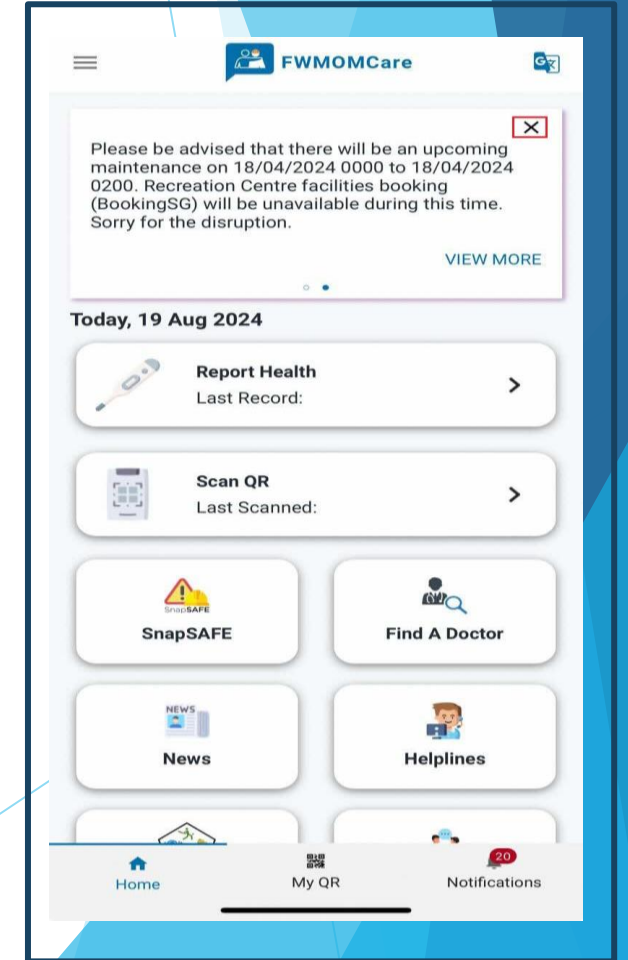 FWMOMCare
Please be advised that there will be an upcoming
maintenance on 18/04/2024 0000 to 18/04/2024
0200. Recreation Centre facilities booking
(BookingSG) will be unavailable during this time.
Sorry for the disruption.
VIEW MORE
Today, 19 Aug 2024
Report Health
Last Record:
Scan QR
Last Scanned:
SnapSAFE
SnapSAFE
Find A Doctor
NEWS
News
Helplines
20
Home
My QR
Notifications